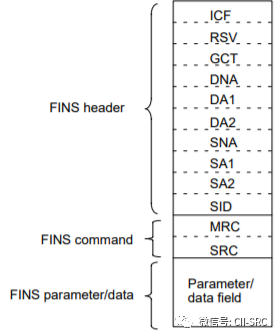 ICF
RSV
GCT
DNA
DA1
FINS header
DA2
SNA
SA1
SA2
SID
MRC
FINS command
SRC
Parameter/
FINS parameter/data
data field
微信号: CII-SRC